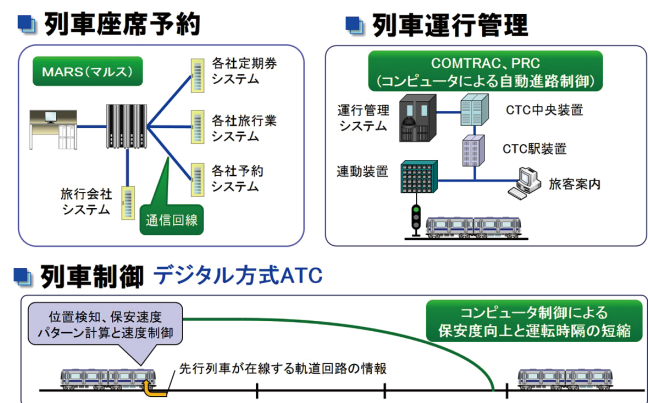 列車座席予約
MARS(マルス)
各社定期券
システム
各社旅行業
システム
各社予約
システム
旅行会社
システム
通信回線
列車運行管理
COMTRAC、PRC
(コンピュータによる自動進路制御)
運行管理
システム
CTC中央装置
CTC駅装置
連動装置
旅客案内
列車制御 デジタル方式ATC
位置検知、保安速度
パターン計算と速度制御
コンピュータ制御による
保安度向上と運転時隔の短縮
先行列車が在線する軌道回路の情報